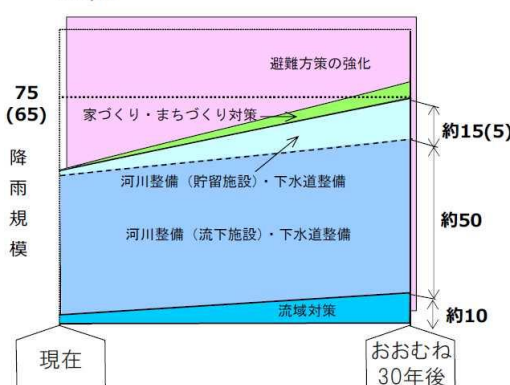 避難方策の強化
75
(65)
家づくり・まちづくり対策
約15(5)
降雨規模
河川整備（貯留施設）・下水道整備
約50
河川整備（流下施設）・下水道整備
流域対策
約10
現在
おおむね
30年後